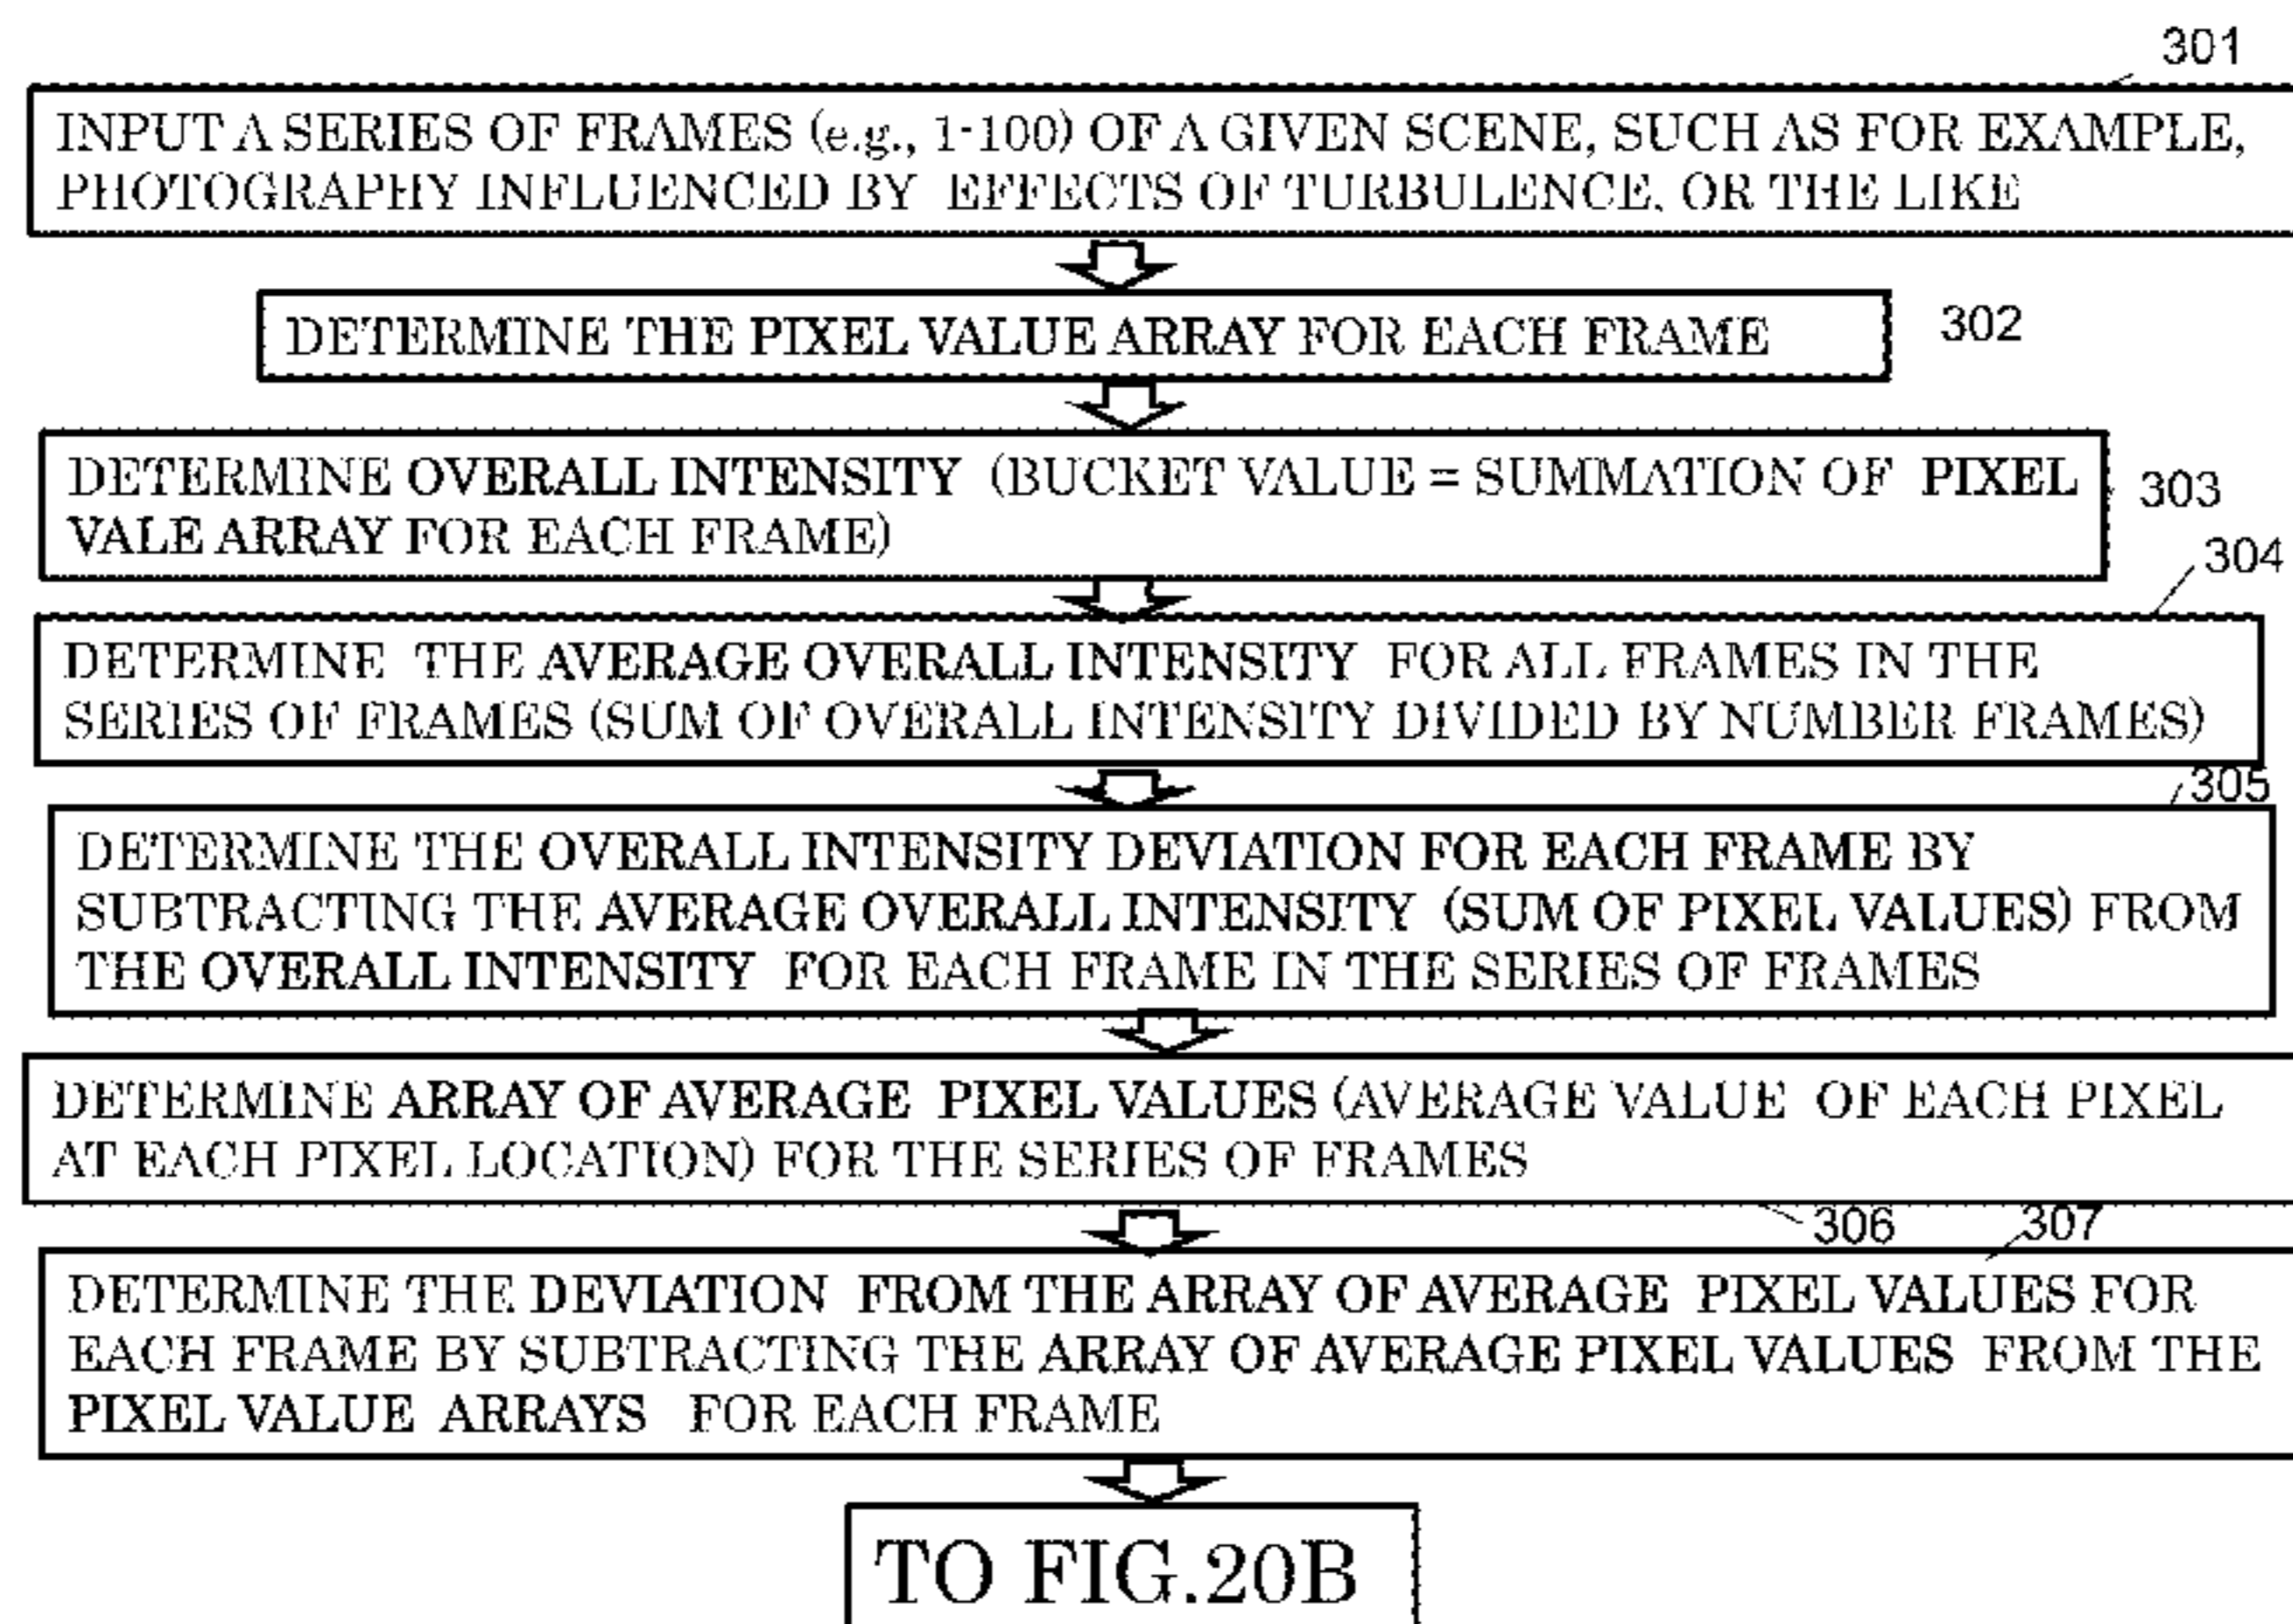 301
INPUT A SERIES OF FRAMES (e.g., 1-100) OF A GIVEN SCENE, SUCH AS FOR EXAMPLE,
PHOTOGRAPHY INFLUENCED BY EFFECTS OF TURBULENCE, OR THE LIKE
DETERMINE THE PIXEL VALUE ARRAY FOR EACH FRAME
302
DETERMINE OVERALL INTENSITY (BUCKET VALUE = SUMMATION OF PIXEL
VALE ARRAY FOR EACH FRAME)
303
304
DETERMINE THE AVERAGE OVERALL INTENSITY FOR ALL FRAMES IN THE
SERIES OF FRAMES (SUM OF OVERALL INTENSITY DIVIDED BY NUMBER FRAMES)
305
DETERMINE THE OVERALL INTENSITY DEVIATION FOR EACH FRAME BY
SUBTRACTING THE AVERAGE OVERALL INTENSITY (SUM OF PIXEL VALUES) FROM
THE OVERALL INTENSITY FOR EACH FRAME IN THE SERIES OF FRAMES
DETERMINE ARRAY OF AVERAGE PIXEL VALUES (AVERAGE VALUE OF EACH PIXEL
AT EACH PIXEL LOCATION) FOR THE SERIES OF FRAMES
306
307
DETERMINE THE DEVIATION FROM THE ARRAY OF AVERAGE PIXEL VALUES FOR
EACH FRAME BY SUBTRACTING THE ARRAY OF AVERAGE PIXEL VALUES FROM THE
PIXEL VALUE ARRAYS FOR EACH FRAME
TO FIG.20B